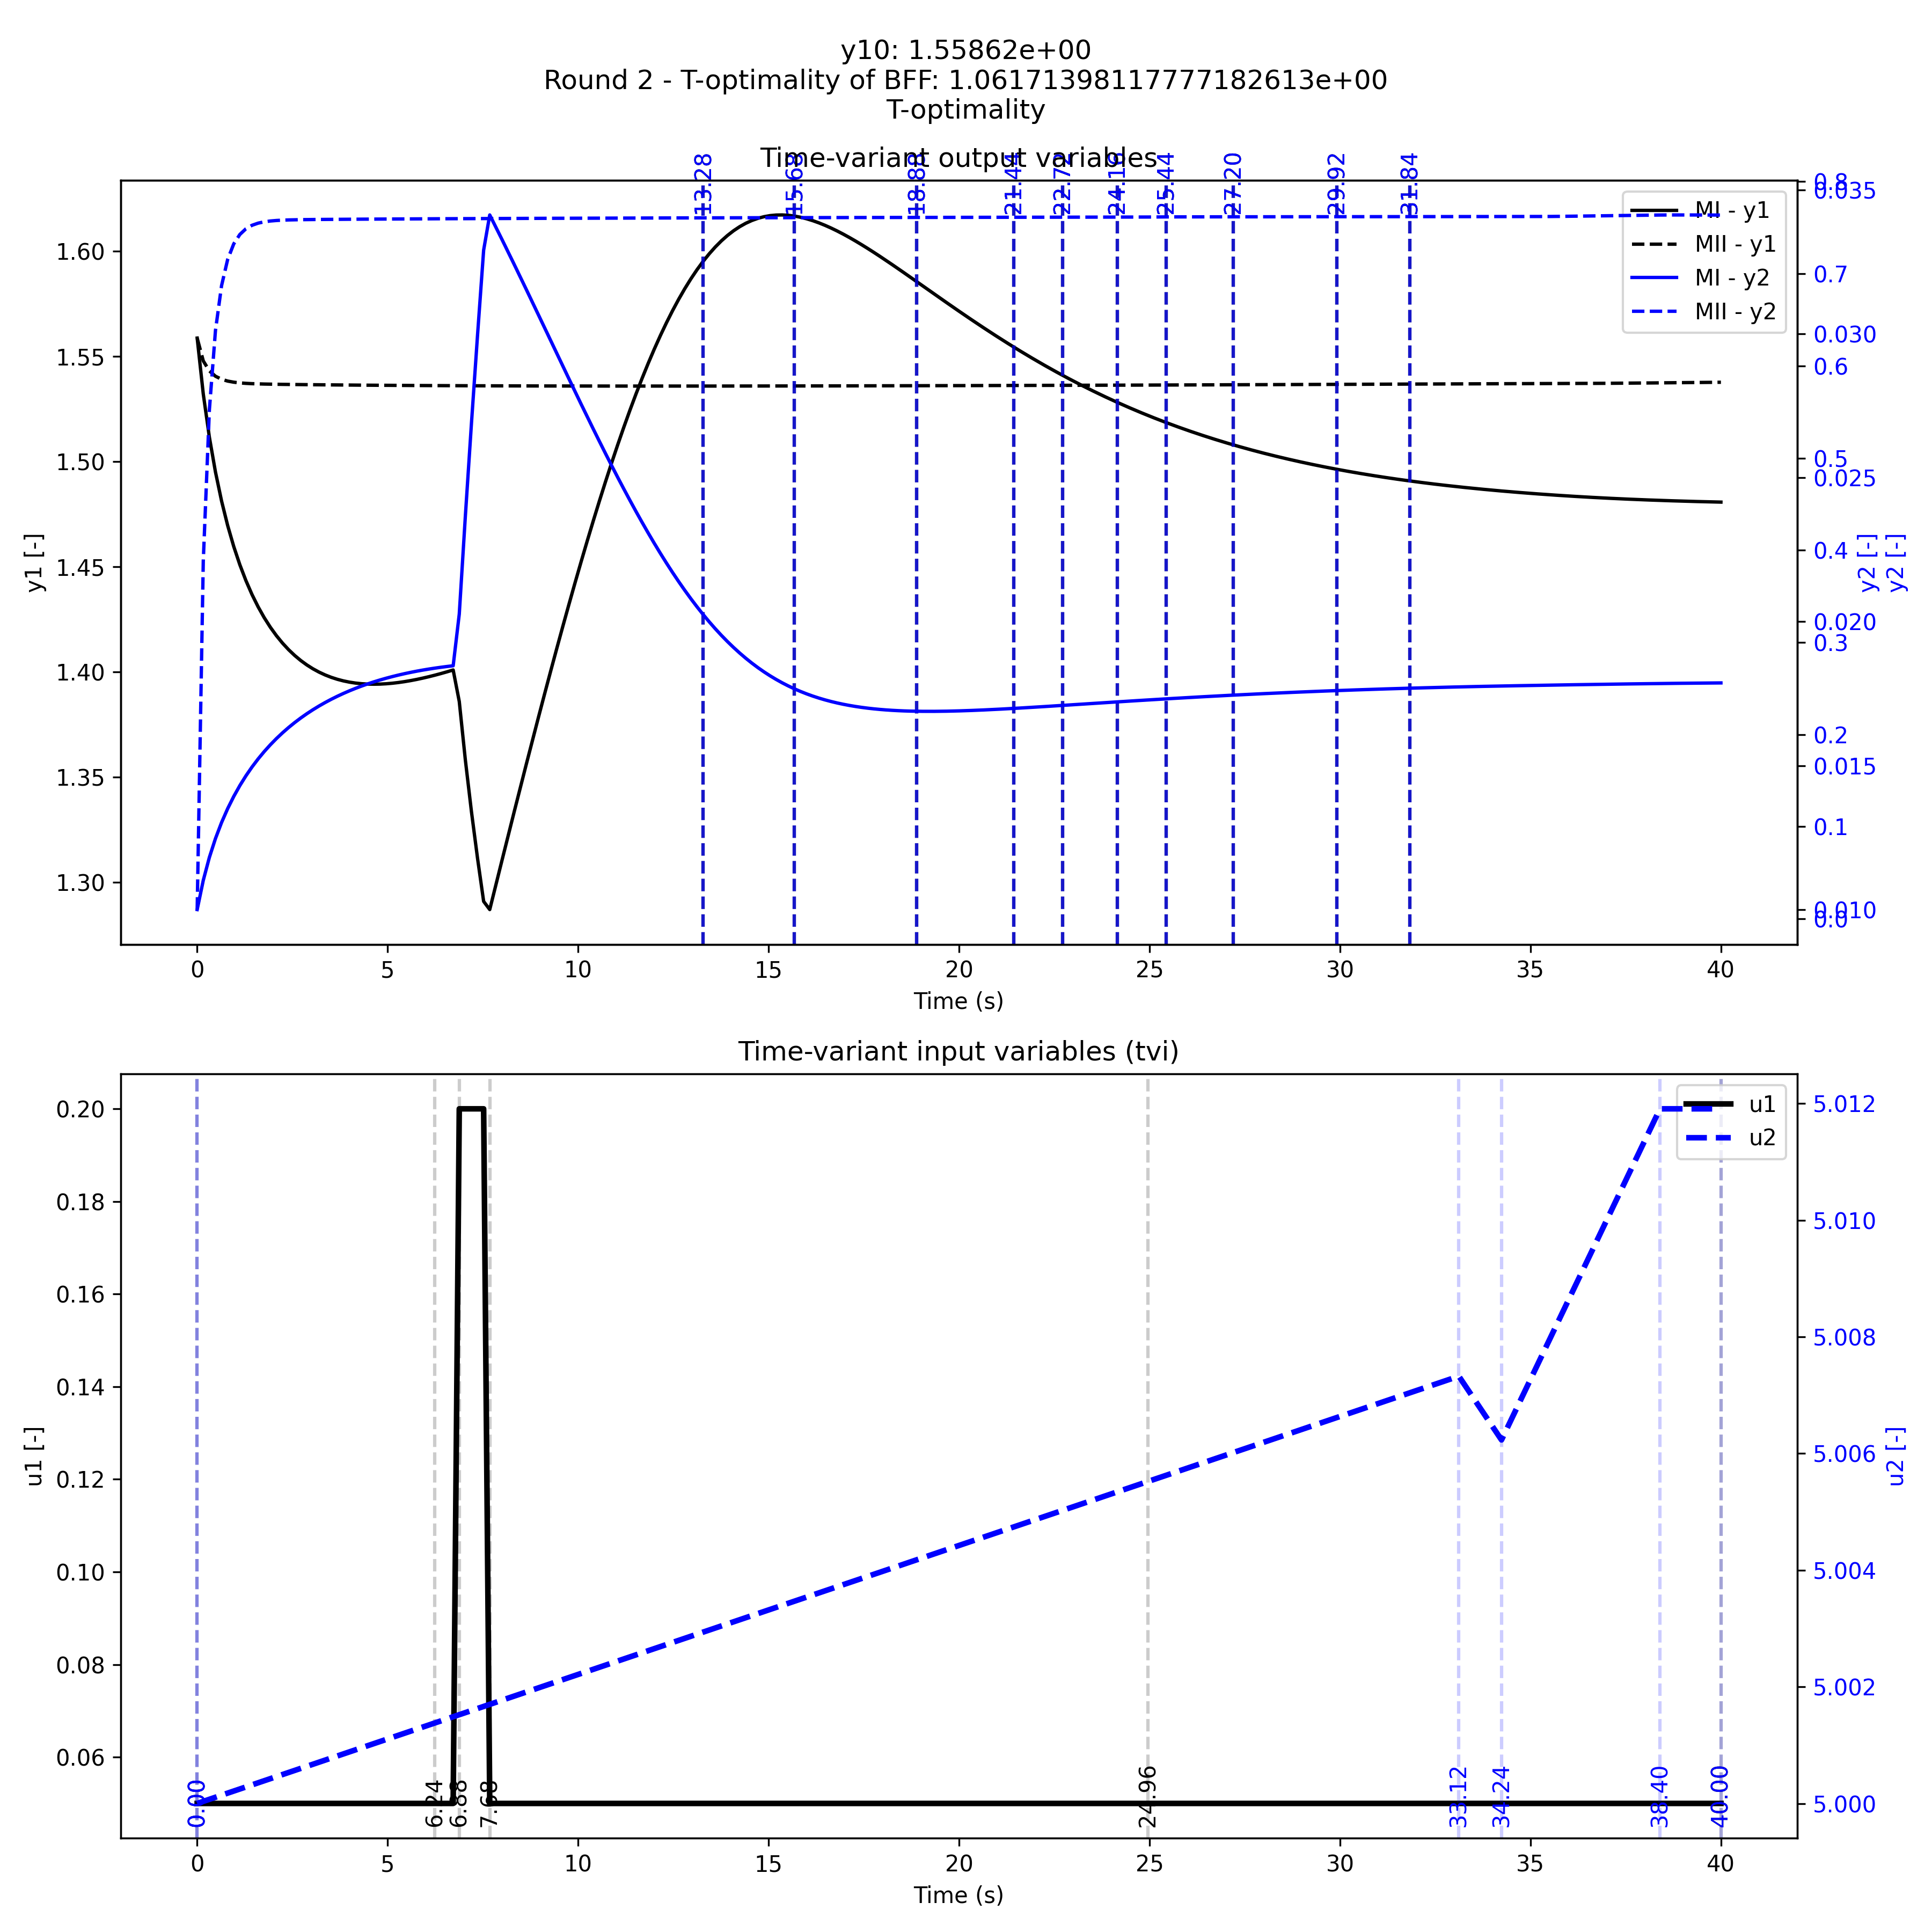 y10: 1.55862e+00
Round 2 - T-optimality of BFF: 1.06171398117777182613e+00
T-optimality
Time-variant output variables
13.28
15.68
18.88
21.44
22.72
24.16
25.44
27.20
29.92
31.84
MI - y1
MII - y1
MI - y2
MII - y2
1.60
1.55
1.50
1.45
1.40
1.35
1.30
y1 [-]
0.8
0.7
0.6
0.5
0.4
0.3
0.2
0.1
0.0
0.035
0.030
0.025
0.020
0.015
0.010
y2 [-]
y2 [-]
0 5 10 15 20 25 30 35 40
Time (s)
Time-variant input variables (tvi)
u1
u2
0.20
0.18
0.16
0.14
0.12
0.10
0.08
0.06
u1 [-]
5.012
5.010
5.008
5.006
5.004
5.002
5.000
u2 [-]
0.00
6.24
6.88
7.68
24.96
33.12
34.24
38.40
40.00
0 5 10 15 20 25 30 35 40
Time (s)